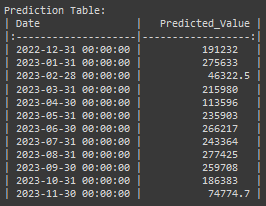 Prediction Table:
| Date                |   Predicted_Value |
|:--------------------|------------------:|
| 2022-12-31 00:00:00 |          191232   |
| 2023-01-31 00:00:00 |          275633   |
| 2023-02-28 00:00:00 |           46322.5 |
| 2023-03-31 00:00:00 |          215980   |
| 2023-04-30 00:00:00 |          113596   |
| 2023-05-31 00:00:00 |          235903   |
| 2023-06-30 00:00:00 |          266217   |
| 2023-07-31 00:00:00 |          243364   |
| 2023-08-31 00:00:00 |          277425   |
| 2023-09-30 00:00:00 |          259708   |
| 2023-10-31 00:00:00 |          186383   |
| 2023-11-30 00:00:00 |           74774.7 |